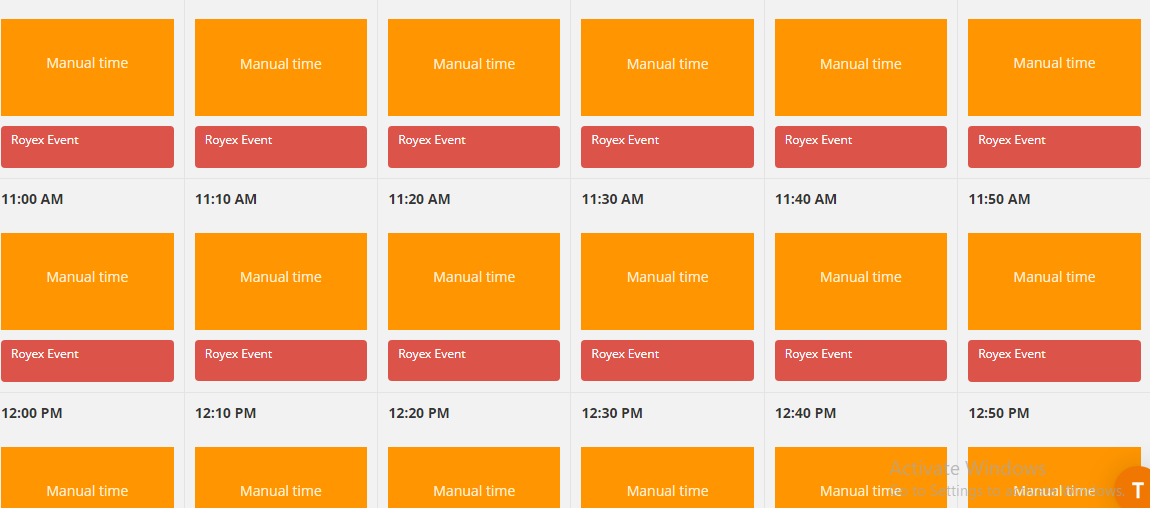 Manual time Manual time Manual time Manual time Manual time Manual time
Royex Event Royex Event Royex Event Royex Event Royex Event Royex Event
11:00 AM 11:10 AM 11:20 AM 11:30 AM 11:40 AM 11:50 AM
Manual time Manual time Manual time Manual time Manual time Manual time
Royex Event Royex Event Royex Event Royex Event Royex Event Royex Event
12:00 PM 12:10 PM 12:20 PM 12:30 PM 12:40 PM 12:50 PM
Activate Windows
Manual time Manual time Manual time Manual time Manual time Manual time
Go to Settings to activate Windows.
T